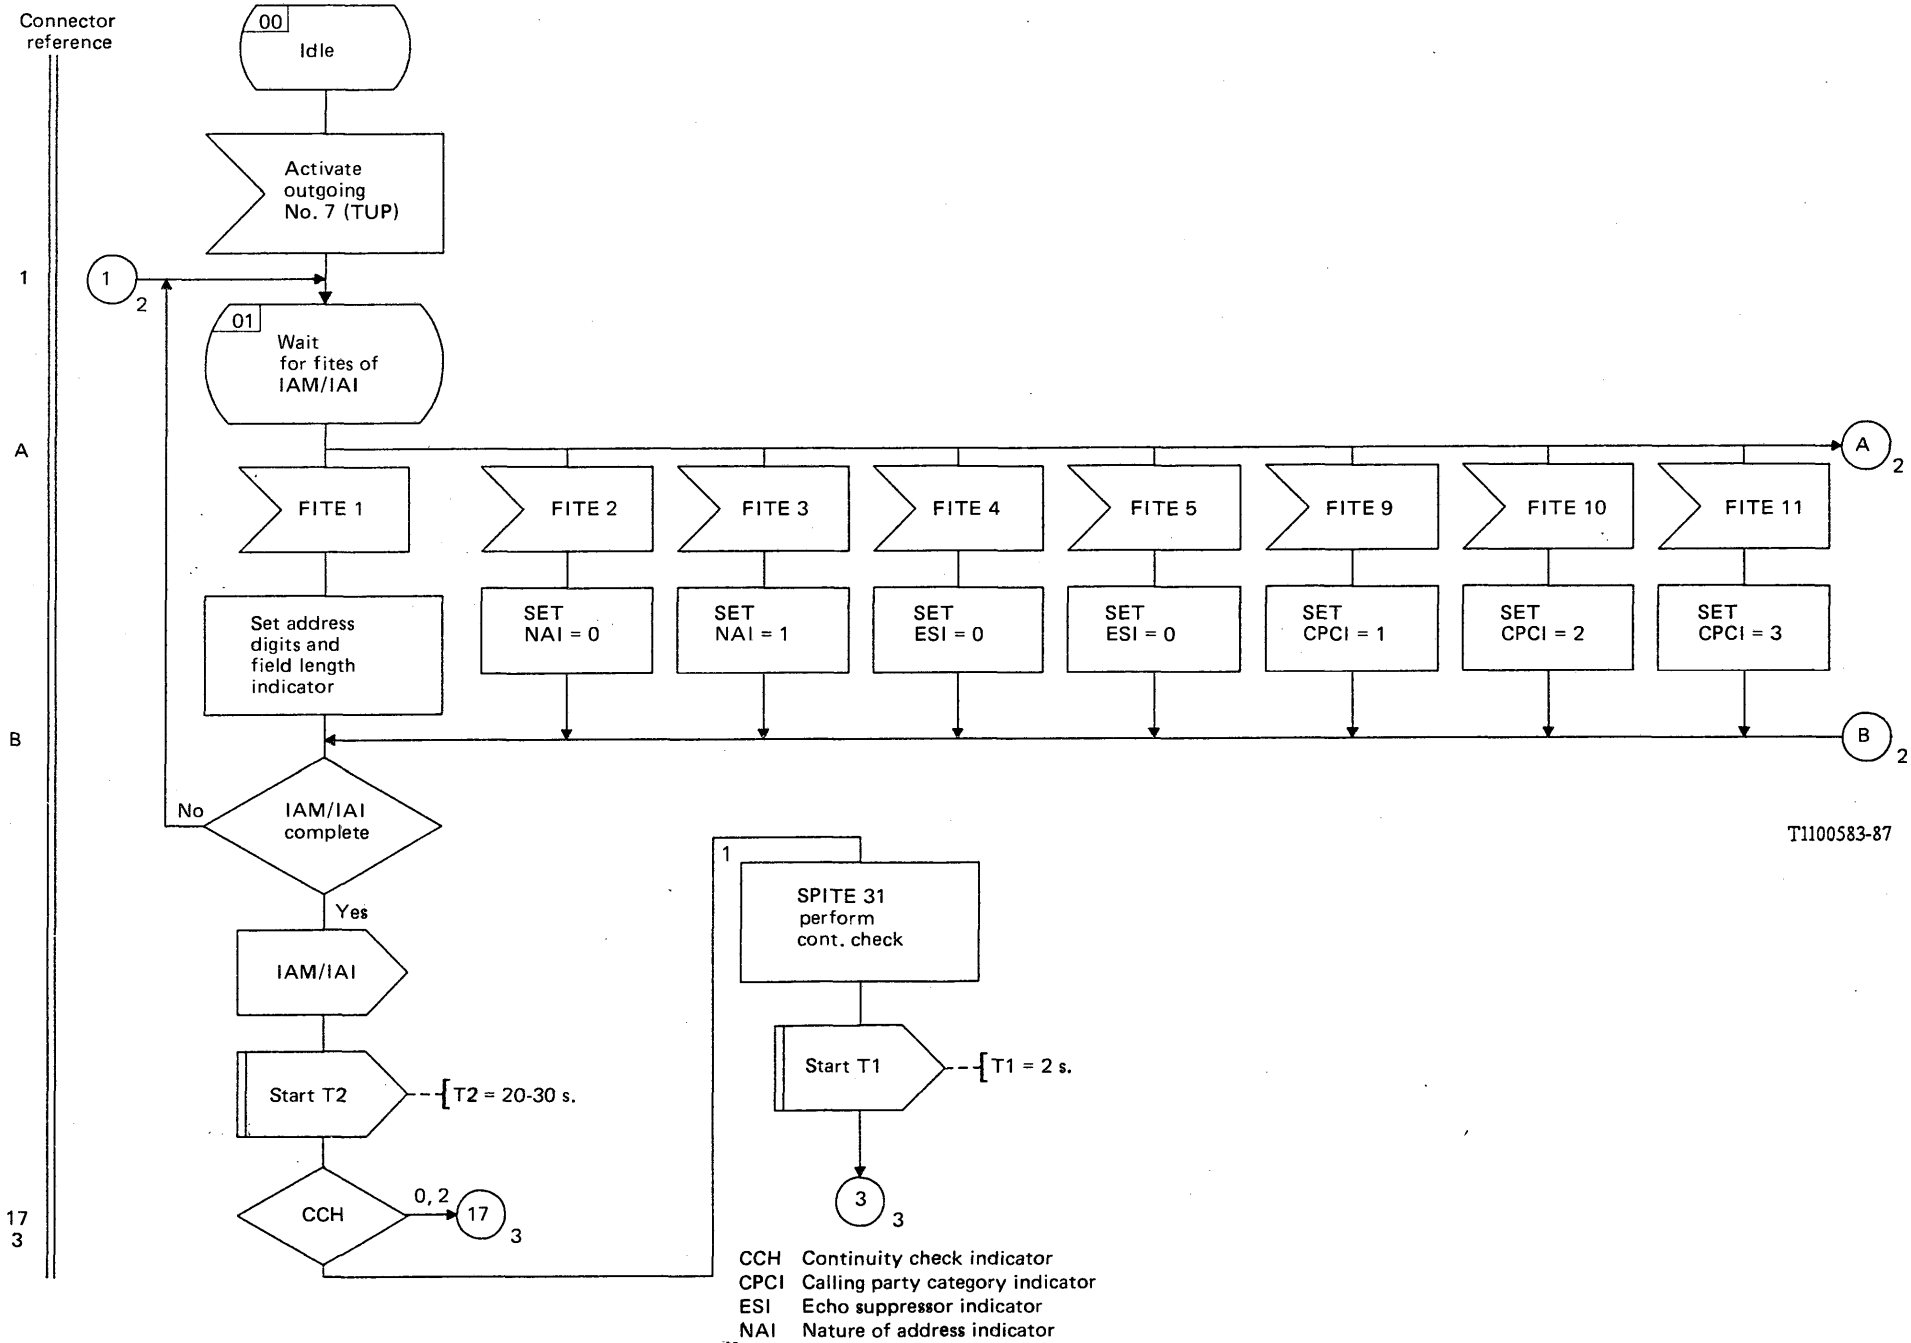 Connector
reference
00
Idle
Activate
outgoing
No. 7 (TUP)
1
1
2
01
Wait
for fites of
IAM/IAI
A
A
2
FITE 1
FITE 2
FITE 3
FITE 4
FITE 5
FITE 9
FITE 10
FITE 11
Set address
digits and
field length
indicator
SET
NAI = 0
SET
NAI = 1
SET
ESI = 0
SET
ESI = 0
SET
CPCI = 1
SET
CPCI = 2
SET
CPCI = 3
B
B
2
No
IAM/IAI
complete
T1100583-87
Yes
1
SPITE 31
perform
cont. check
IAM/IAI
Start T2
T2 = 20-30 s.
Start T1
T1 = 2 s.
17
3
CCH
0, 2
17
3
3
3
CCH Continuity check indicator
CPCI Calling party category indicator
ESI Echo suppressor indicator
NAI Nature of address indicator